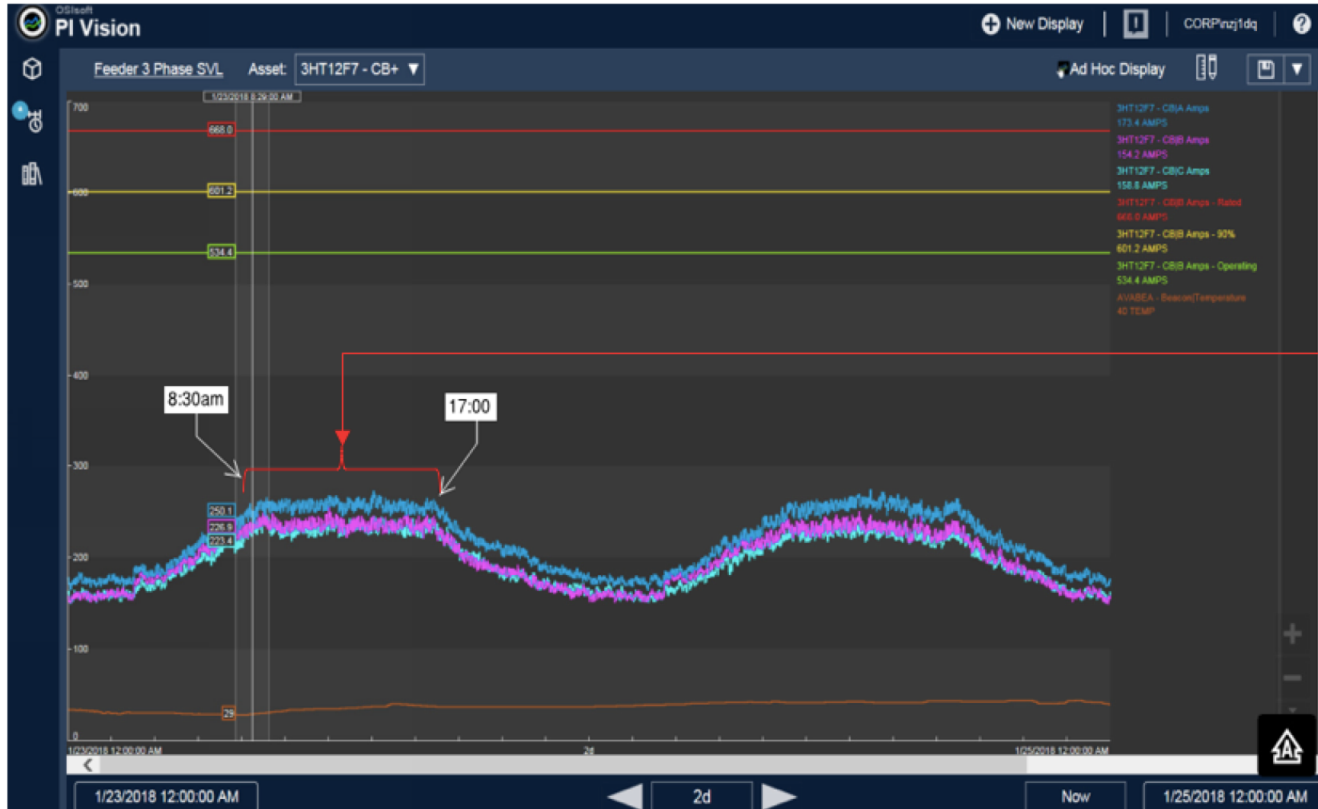 OSIsoft
PI Vision
New Display
CORP\nzj1dq
?
Feeder 3 Phase SVL
Asset:
3HT12F7 - CB+
Ad Hoc Display
1/23/2018 8:29:00 AM
700
668.0
600
601.2
534.4
500
400
8:30am
17:00
300
250.1
226.9
223.4
200
100
29
0
3HT12F7 - CB|A Amps
173.4 AMPS
3HT12F7 - CB|B Amps
154.2 AMPS
3HT12F7 - CB|C Amps
158.8 AMPS
3HT12F7 - CB|B Amps - Rated
668.0 AMPS
3HT12F7 - CB|B Amps - 90%
601.2 AMPS
3HT12F7 - CB|B Amps - Operating
534.4 AMPS
AVABEA - Beacon|Temperature
40 TEMP
1/23/2018 12:00:00 AM
2d
1/25/2018 12:00:00 AM
A
1/23/2018 12:00:00 AM
2d
Now
1/25/2018 12:00:00 AM